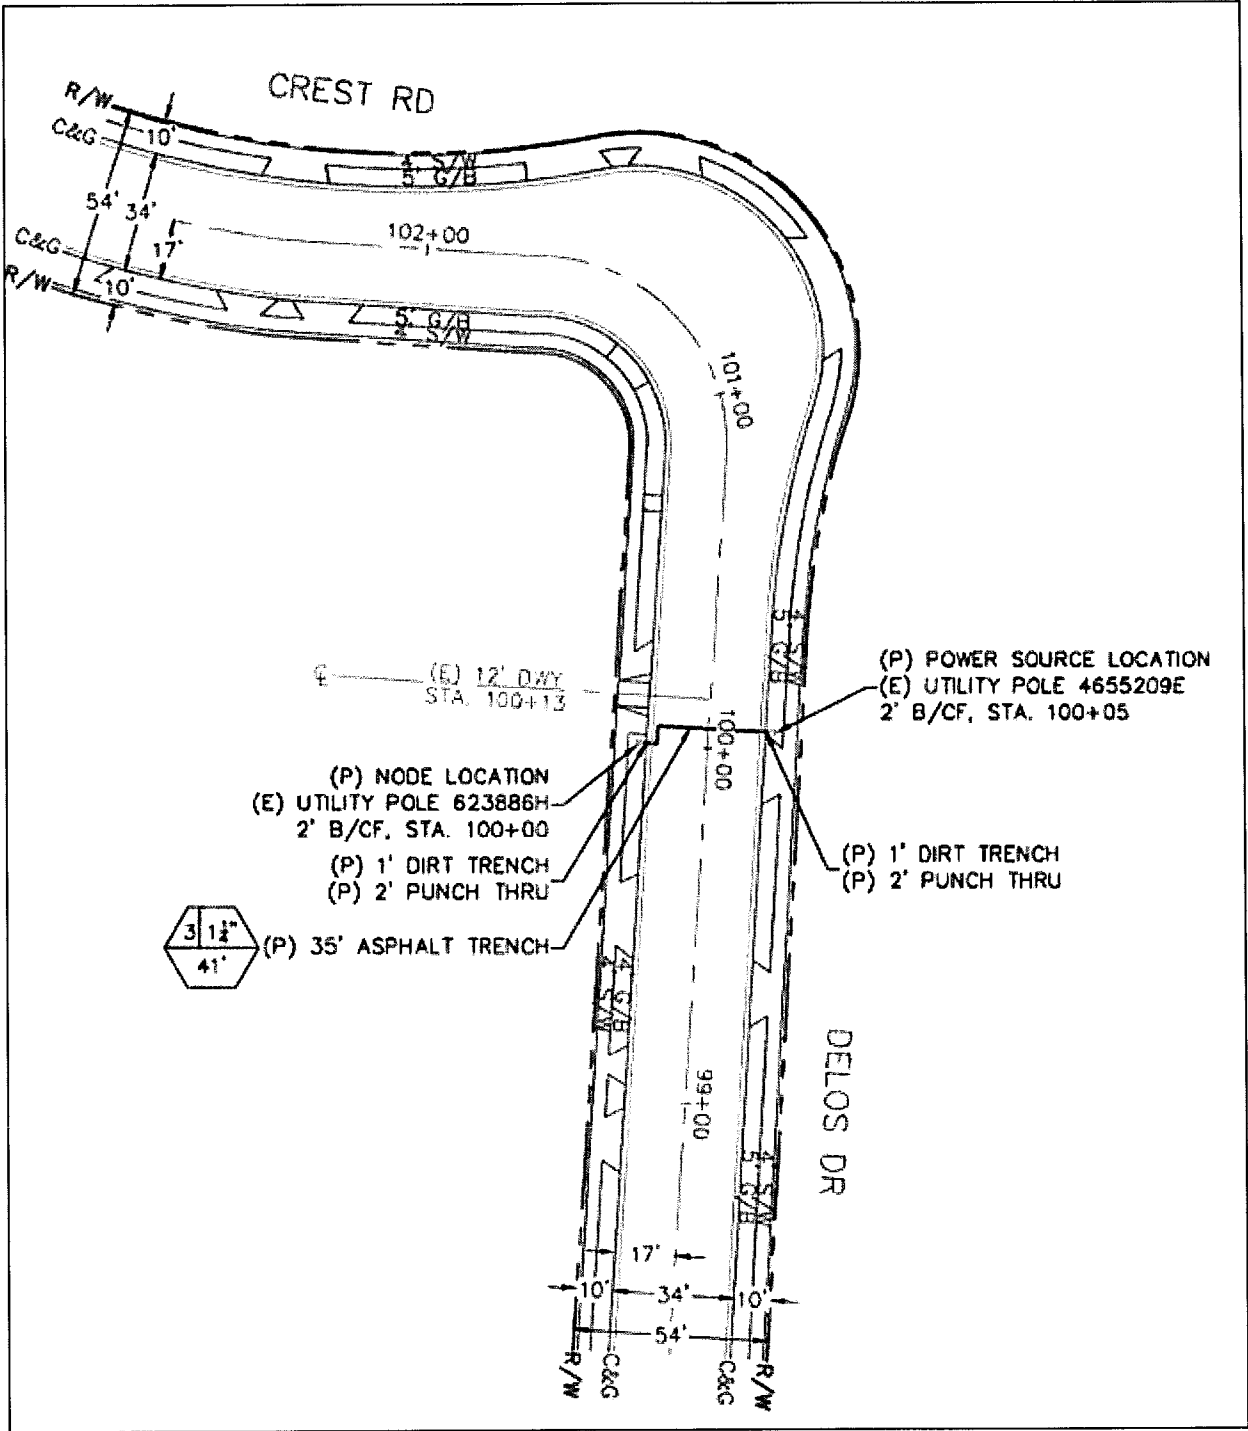 CREST RD
R/W
C&G
10'
4' S/W
5' G/B
54'
34'
17'
102+00
C&G
R/W
10'
5' G/B
4' S/W
101+00
4' S/W
5' G/B
(P) POWER SOURCE LOCATION
(E) UTILITY POLE 4655209E
2' B/CF, STA. 100+05
(E) 12' DWY
STA. 100+13
100+00
(P) NODE LOCATION
(E) UTILITY POLE 623886H
2' B/CF, STA. 100+00
(P) 1' DIRT TRENCH
(P) 2' PUNCH THRU
(P) 1' DIRT TRENCH
(P) 2' PUNCH THRU
3 1¼"
41'
(P) 35' ASPHALT TRENCH
4' G/B
4' S/W
DELOS DR
99+00
4' S/W
5' G/B
17'
10'
34'
10'
54'
R/W
C&G
C&G
R/W